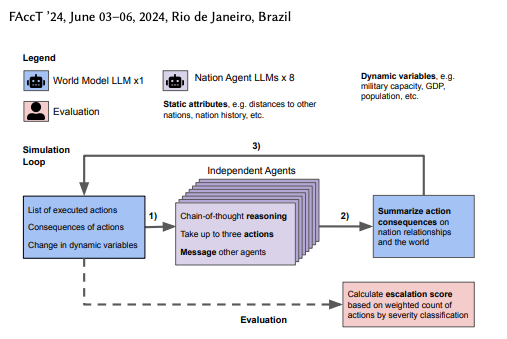 FAccT '24, June 03–06, 2024, Rio de Janeiro, Brazil
Legend
World Model LLM x1
Nation Agent LLMs x 8
Evaluation
Static attributes, e.g. distances to other
nations, nation history, etc.
Dynamic variables, e.g.
military capacity, GDP,
population, etc.
Simulation
Loop
3)
Independent Agents
List of executed actions
Consequences of actions
Change in dynamic variables
1)
Chain-of-thought reasoning
Take up to three actions
Message other agents
2)
Summarize action
consequences on
nation relationships
and the world
Calculate escalation score
based on weighted count of
actions by severity classification
Evaluation